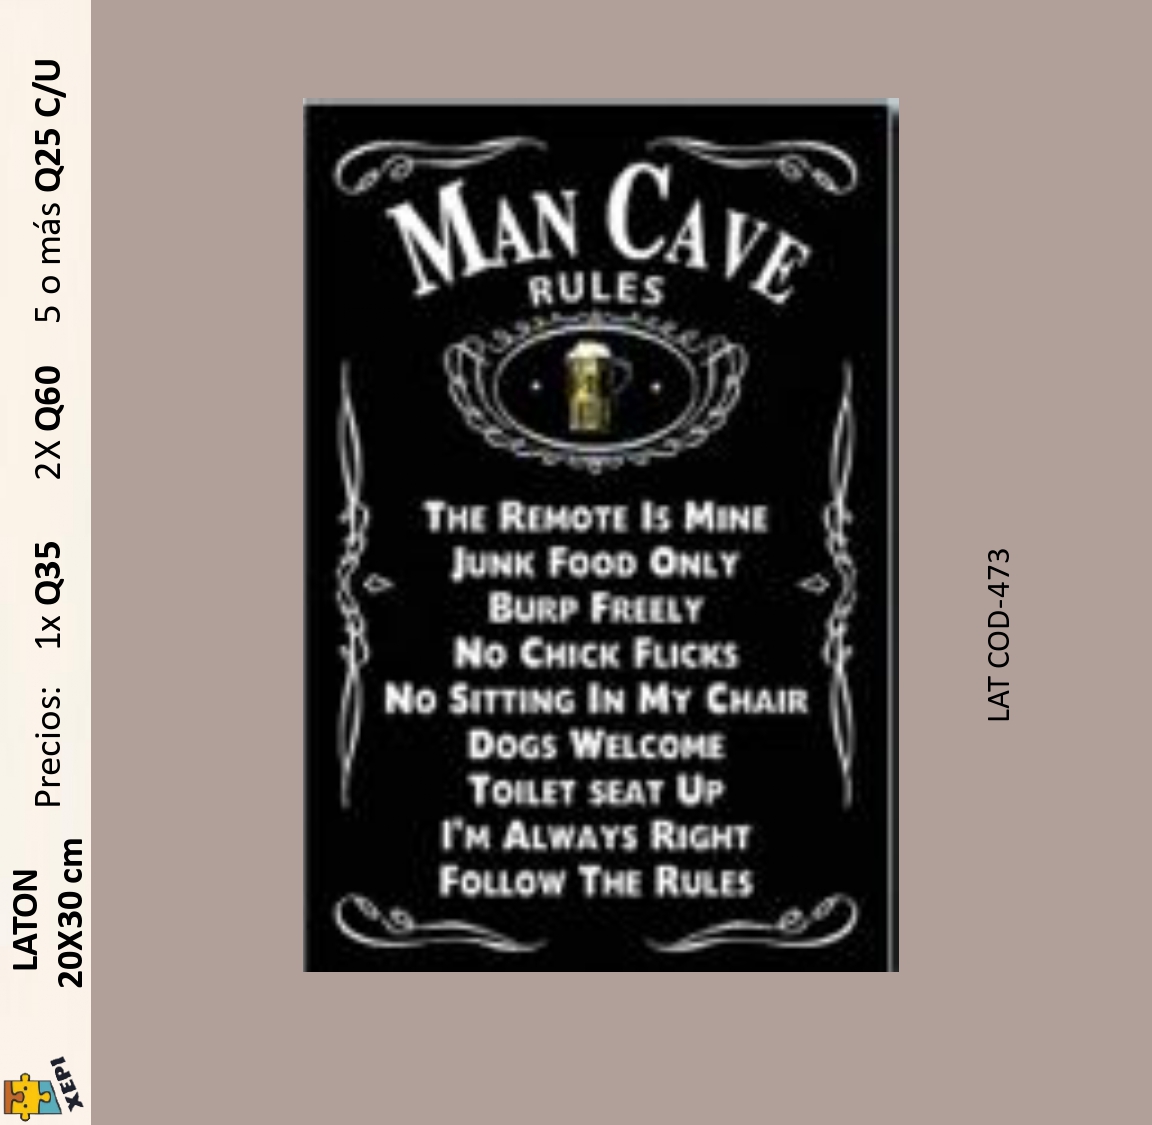 LATON
20X30 cm
Precios: 1x Q35 2X Q60 5 o más Q25 C/U
XEPI
MAN CAVE
RULES
THE REMOTE IS MINE
JUNK FOOD ONLY
BURP FREELY
NO CHICK FLICKS
NO SITTING IN MY CHAIR
DOGS WELCOME
TOILET SEAT UP
I'M ALWAYS RIGHT
FOLLOW THE RULES
LAT COD-473